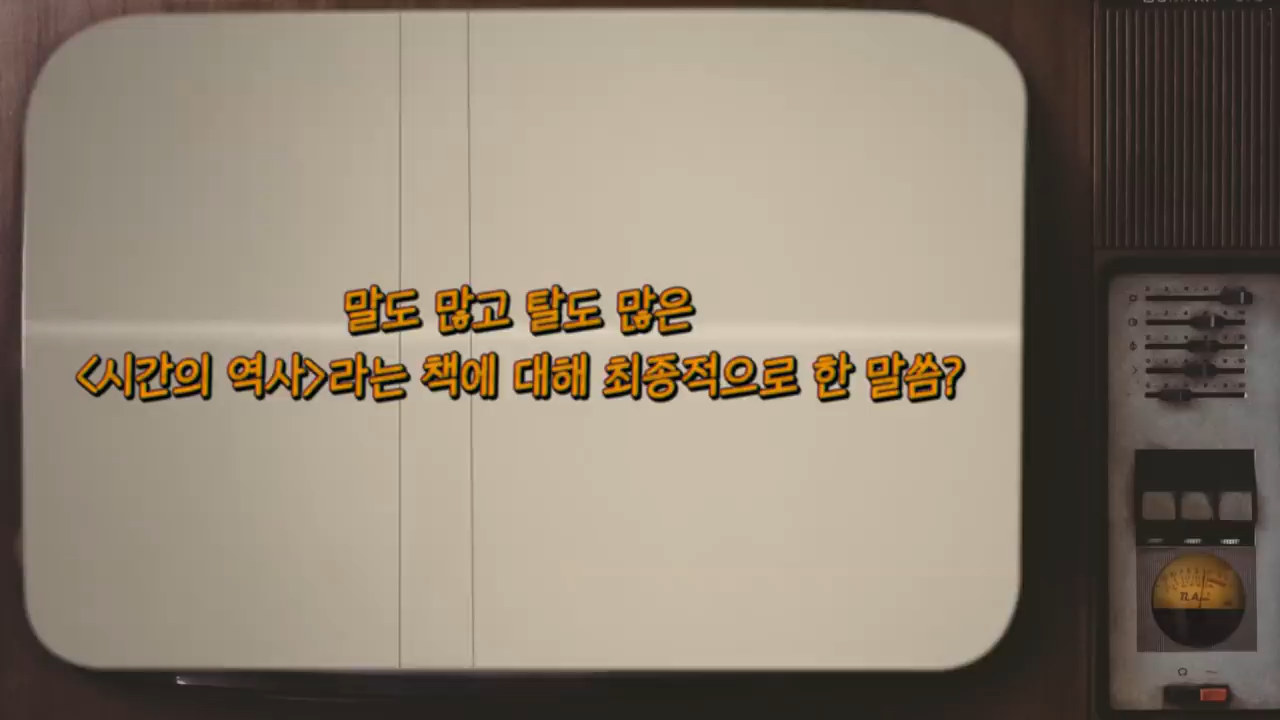 말도 많고 탈도 많은
<시간의 역사>라는 책에 대해 최종적으로 한 말씀?